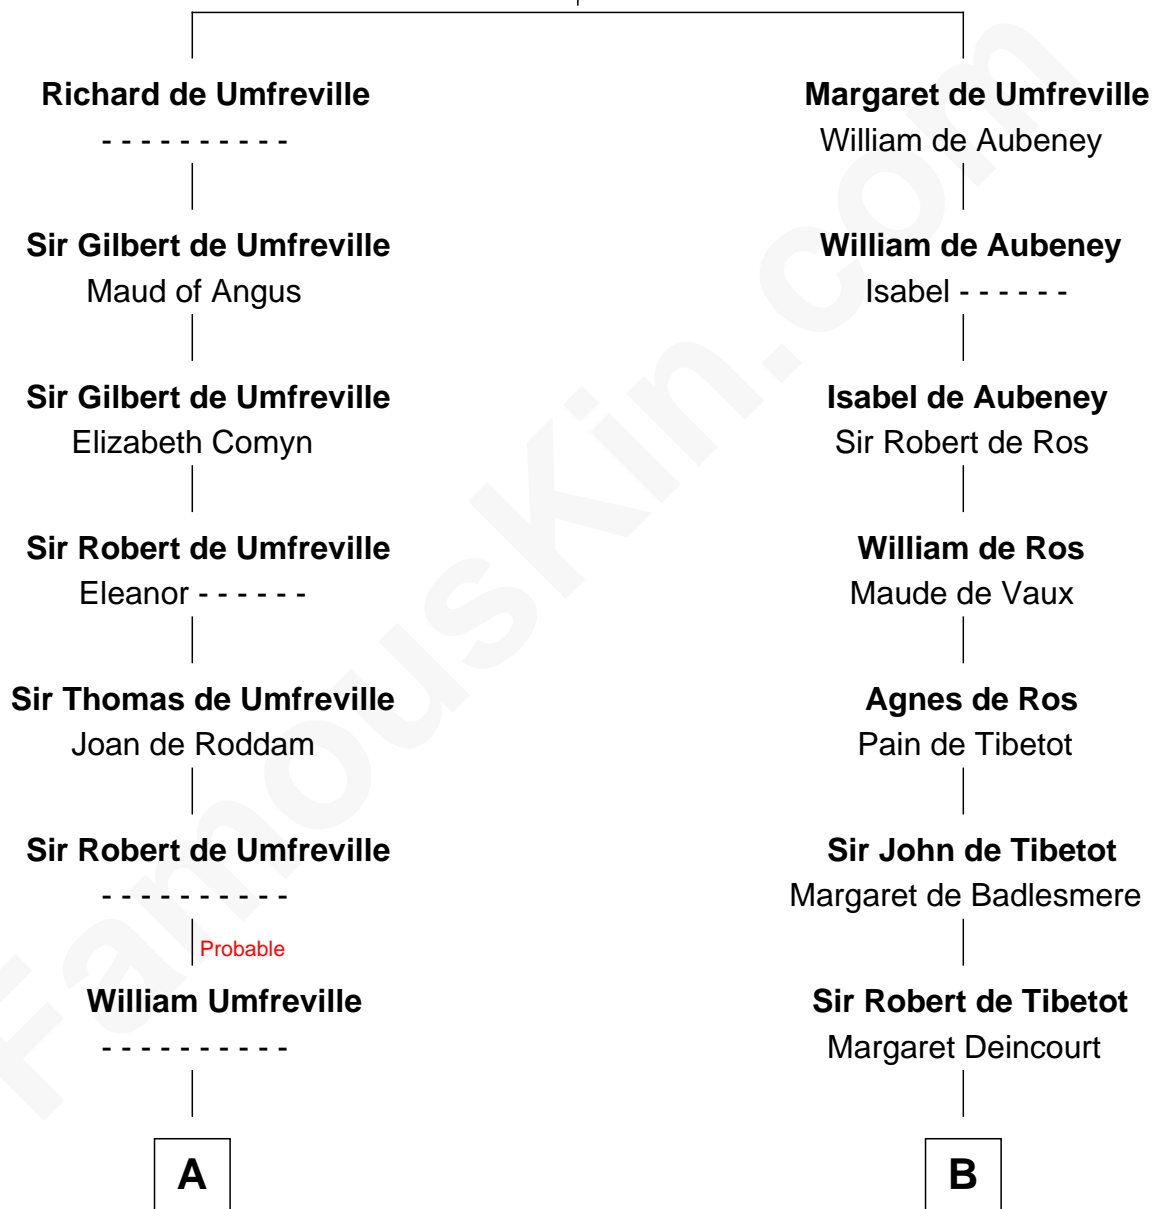 Richard de Umfreville
- - - - - - - - - -
Sir Gilbert de Umfreville
Maud of Angus
Sir Gilbert de Umfreville
Elizabeth Comyn
Sir Robert de Umfreville
Eleanor - - - - - -
Sir Thomas de Umfreville
Joan de Roddam
Sir Robert de Umfreville
- - - - - - - - - -
Probable
William Umfreville
- - - - - - - - - -
A
Margaret de Umfreville
William de Aubeney
William de Aubeney
Isabel - - - - - -
Isabel de Aubeney
Sir Robert de Ros
William de Ros
Maude de Vaux
Agnes de Ros
Pain de Tibetot
Sir John de Tibetot
Margaret de Badlesmere
Sir Robert de Tibetot
Margaret Deincourt
B
FamousKin.com